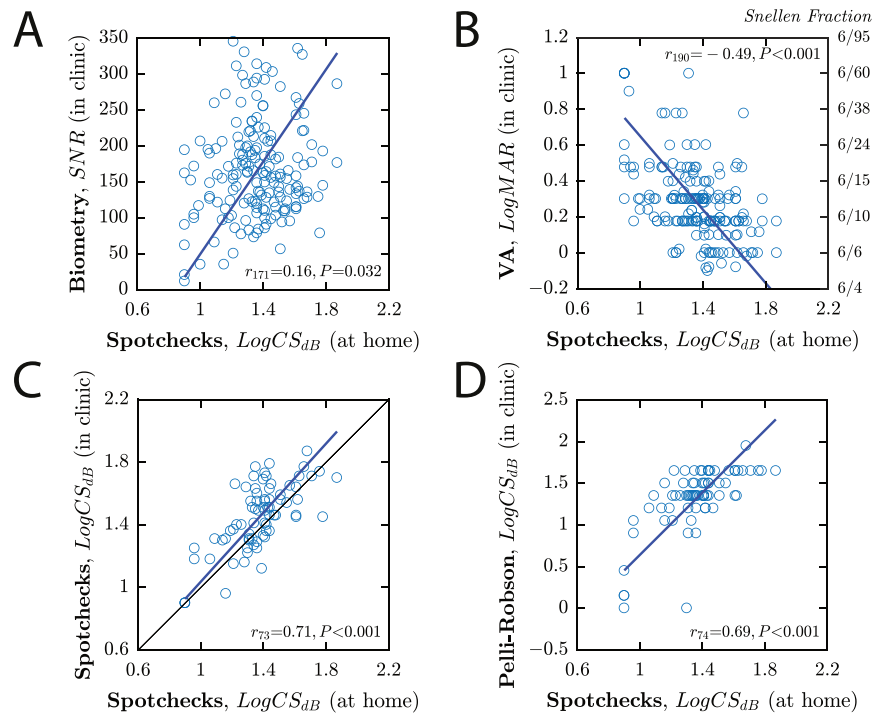 A
Biometry, SNR (in clinic)
350
300
250
200
150
100
50
0
r171=0.16, P=0.032
0.6 1 1.4 1.8 2.2
Spotchecks, LogCSdB (at home)
B
Snellen Fraction
VA, LogMAR (in clinic)
1.2
1
0.8
0.6
0.4
0.2
0
−0.2
r190=−0.49, P<0.001
6/95
6/60
6/38
6/24
6/15
6/10
6/6
6/4
0.6 1 1.4 1.8 2.2
Spotchecks, LogCSdB (at home)
C
Spotchecks, LogCSdB (in clinic)
2.2
1.8
1.4
1
0.6
r73=0.71, P<0.001
0.6 1 1.4 1.8 2.2
Spotchecks, LogCSdB (at home)
D
Pelli-Robson, LogCSdB (in clinic)
2.5
2
1.5
1
0.5
0
−0.5
r74=0.69, P<0.001
0.6 1 1.4 1.8 2.2
Spotchecks, LogCSdB (at home)